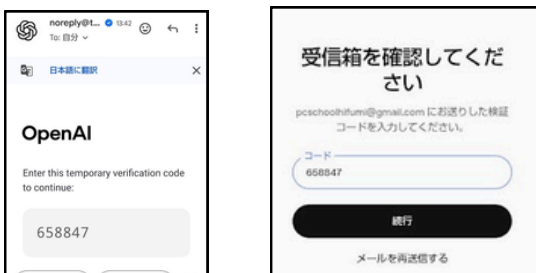 noreply@t... 13:42
To: 自分
日本語に翻訳
OpenAI
Enter this temporary verification code
to continue:
658847
受信箱を確認してくだ
さい
pcschoolhifumi@gmail.com にお送りした検証
コードを入力してください。
コード
658847
続行
メールを再送信する